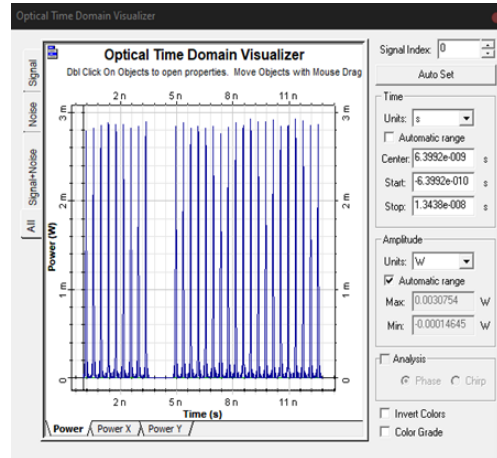 Optical Time Domain Visualizer
Optical Time Domain Visualizer
Dbl Click On Objects to open properties. Move Objects with Mouse Drag
Signal
Noise
Signal+Noise
All
2 n 5 n 8 n 11 n
3 m
2 m
1 m
0
Power (W)
3 m
2 m
1 m
0
2 n 5 n 8 n 11 n
Time (s)
Power Power X Power Y
Signal Index: 0
Auto Set
Time
Units: s
Automatic range
Center: 6.3992e-009 s
Start: -6.3992e-010 s
Stop: 1.3438e-008 s
Amplitude
Units: W
Automatic range
Max: 0.0030754 W
Min: -0.00014645 W
Analysis
Phase Chirp
Invert Colors
Color Grade